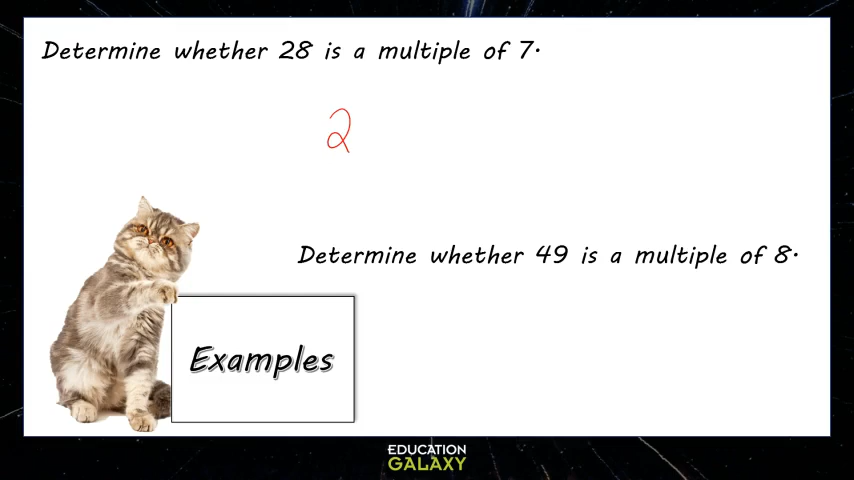 Determine whether 28 is a multiple of 7.
2
Determine whether 49 is a multiple of 8.
Examples
EDUCATION
GALAXY